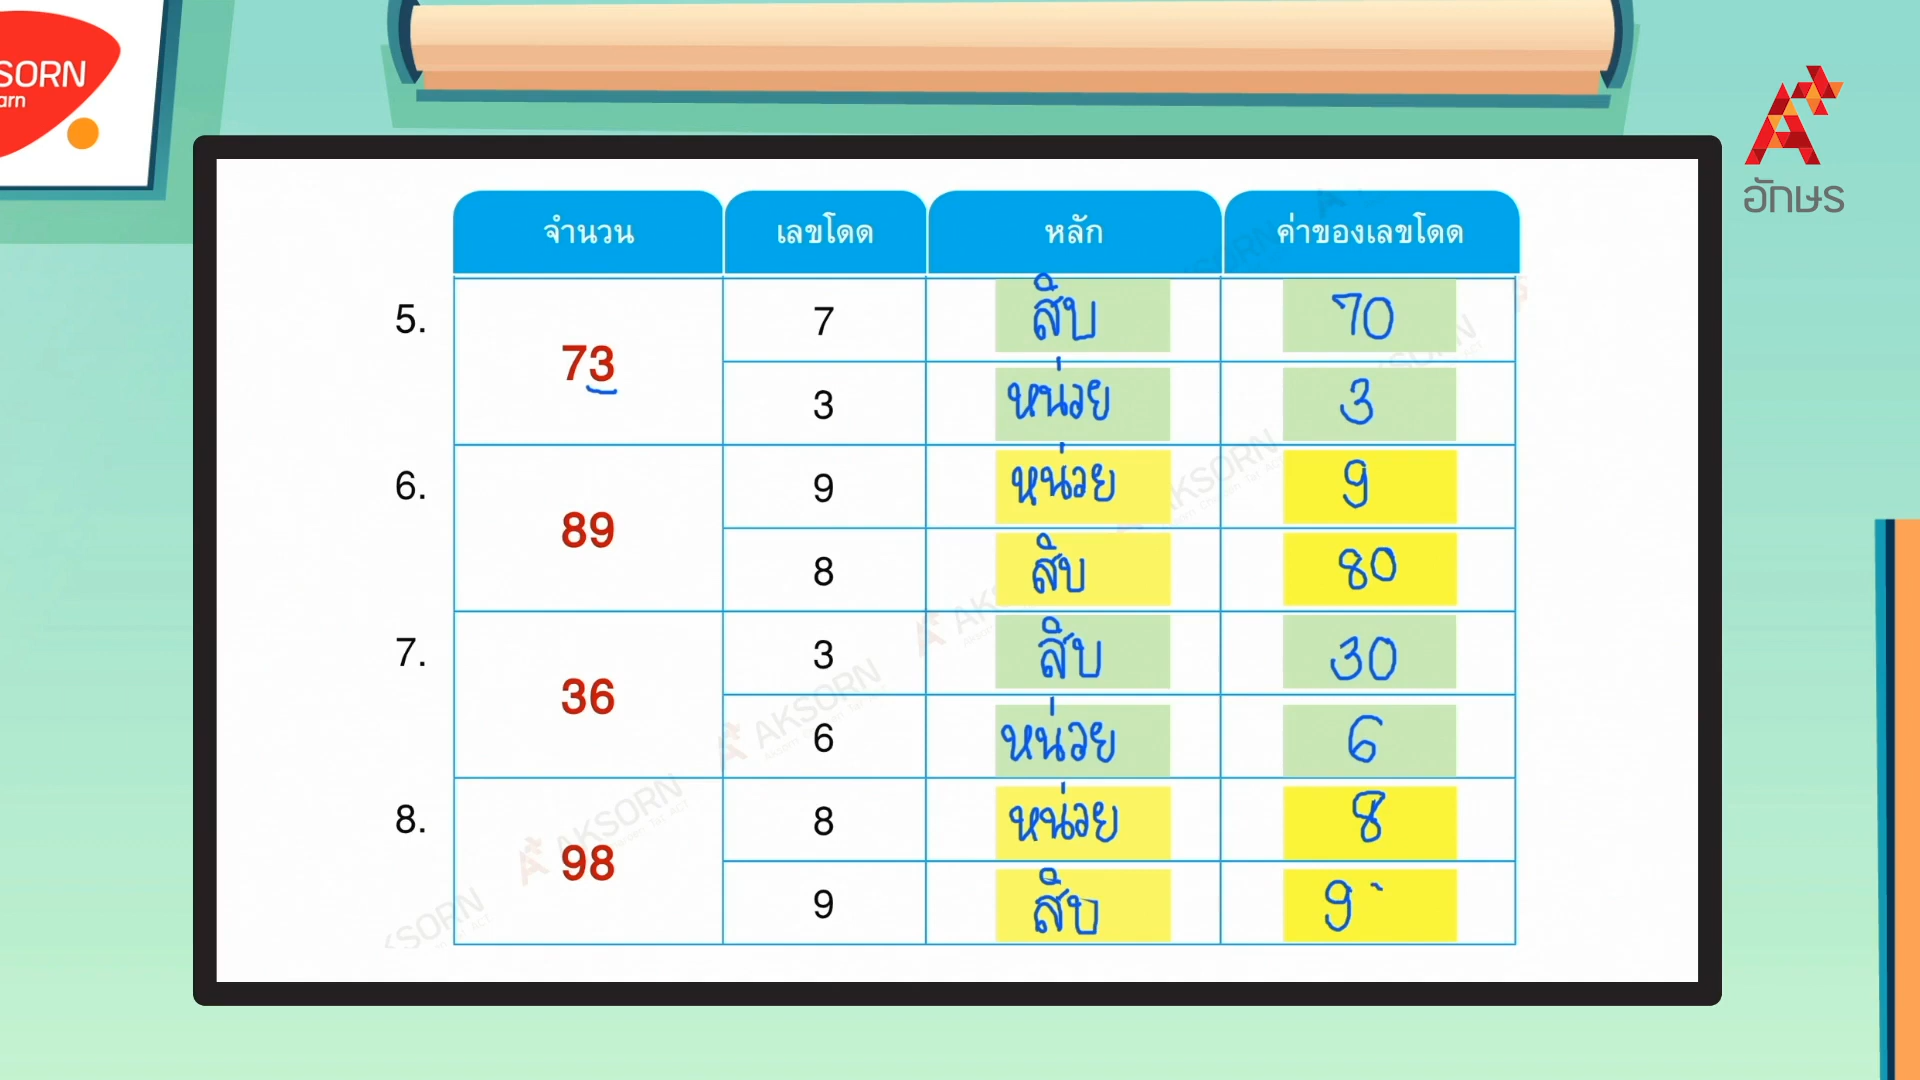 SORN
arn
อักษร
จำนวน เลขโดด หลัก ค่าของเลขโดด
5. 73 7 สิบ 70
3 หน่วย 3
6. 89 9 หน่วย 9
8 สิบ 80
7. 36 3 สิบ 30
6 หน่วย 6
8. 98 8 หน่วย 8
9 สิบ 9
AKSORN
AKSORN
AKSORN